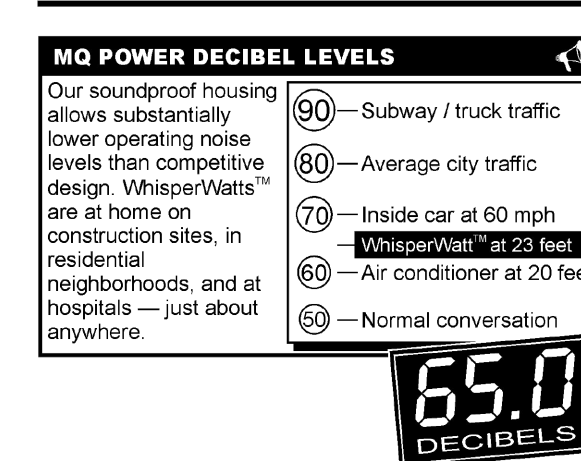 MQ POWER DECIBEL LEVELS
Our soundproof housing
allows substantially
lower operating noise
levels than competitive
design. WhisperWatts™
are at home on
construction sites, in
residential
neighborhoods, and at
hospitals — just about
anywhere.
90 — Subway / truck traffic
80 — Average city traffic
70 — Inside car at 60 mph
— WhisperWatt™ at 23 feet
60 — Air conditioner at 20 fee
50 — Normal conversation
65.0
DECIBELS